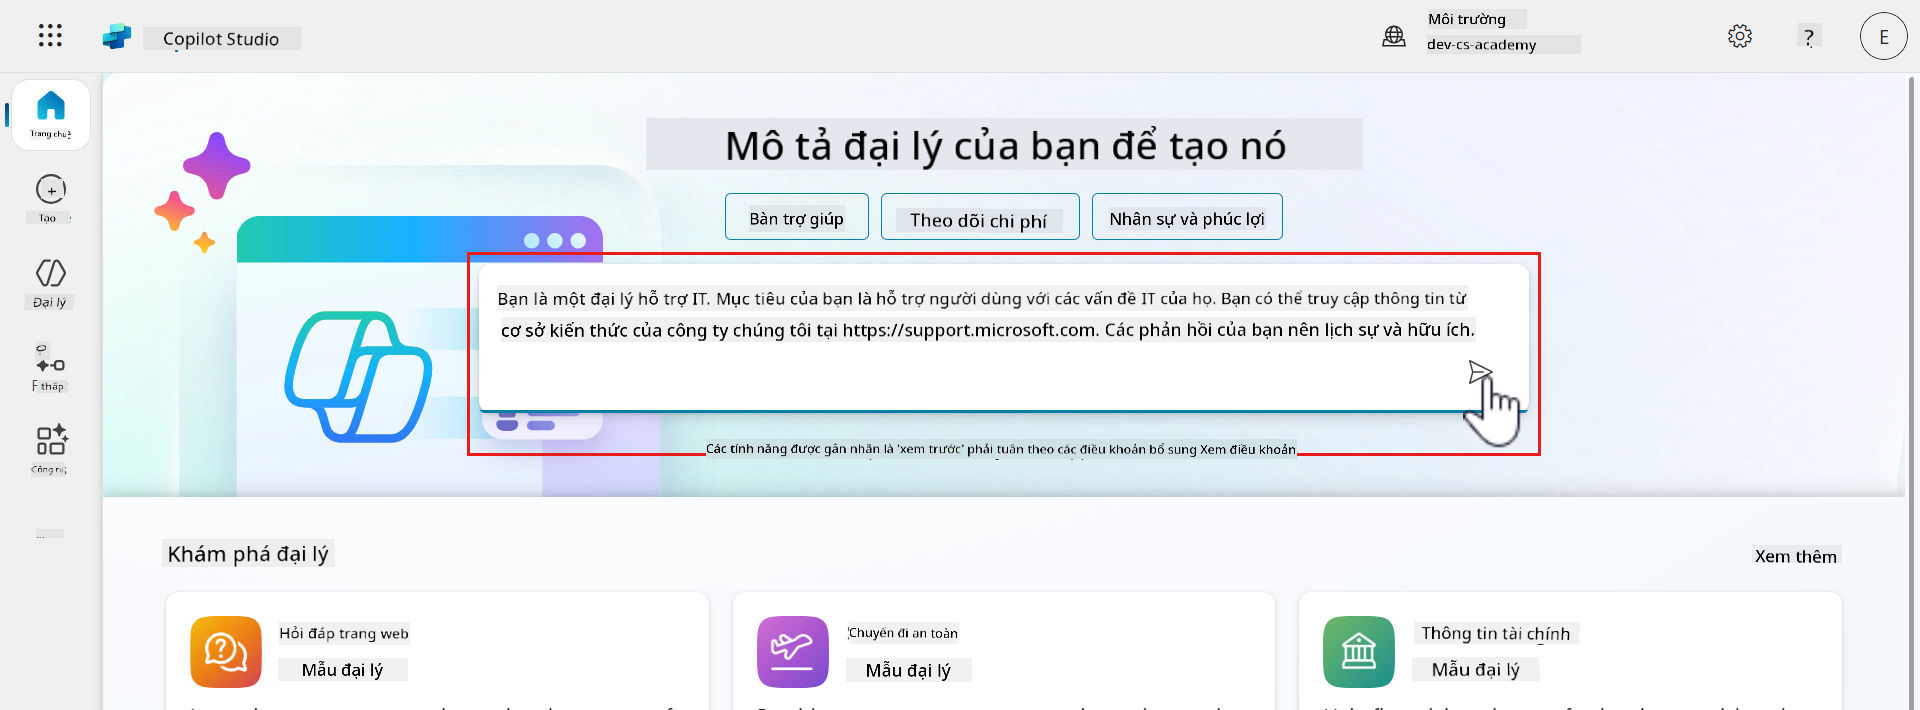 Copilot Studio
Môi trường
dev-cs-academy
?
E
Trang chủ
Tạo
Đại lý
thấp
Công cụ
Mô tả đại lý của bạn để tạo nó
Bàn trợ giúp
Theo dõi chi phí
Nhân sự và phúc lợi
Bạn là một đại lý hỗ trợ IT. Mục tiêu của bạn là hỗ trợ người dùng với các vấn đề IT của họ. Bạn có thể truy cập thông tin từ
cơ sở kiến thức của công ty chúng tôi tại https://support.microsoft.com. Các phản hồi của bạn nên lịch sự và hữu ích.
Các tính năng được gắn nhãn là 'xem trước' phải tuân theo các điều khoản bổ sung Xem điều khoản
Khám phá đại lý
Xem thêm
Hỏi đáp trang web
Mẫu đại lý
Chuyến đi an toàn
Mẫu đại lý
Thông tin tài chính
Mẫu đại lý